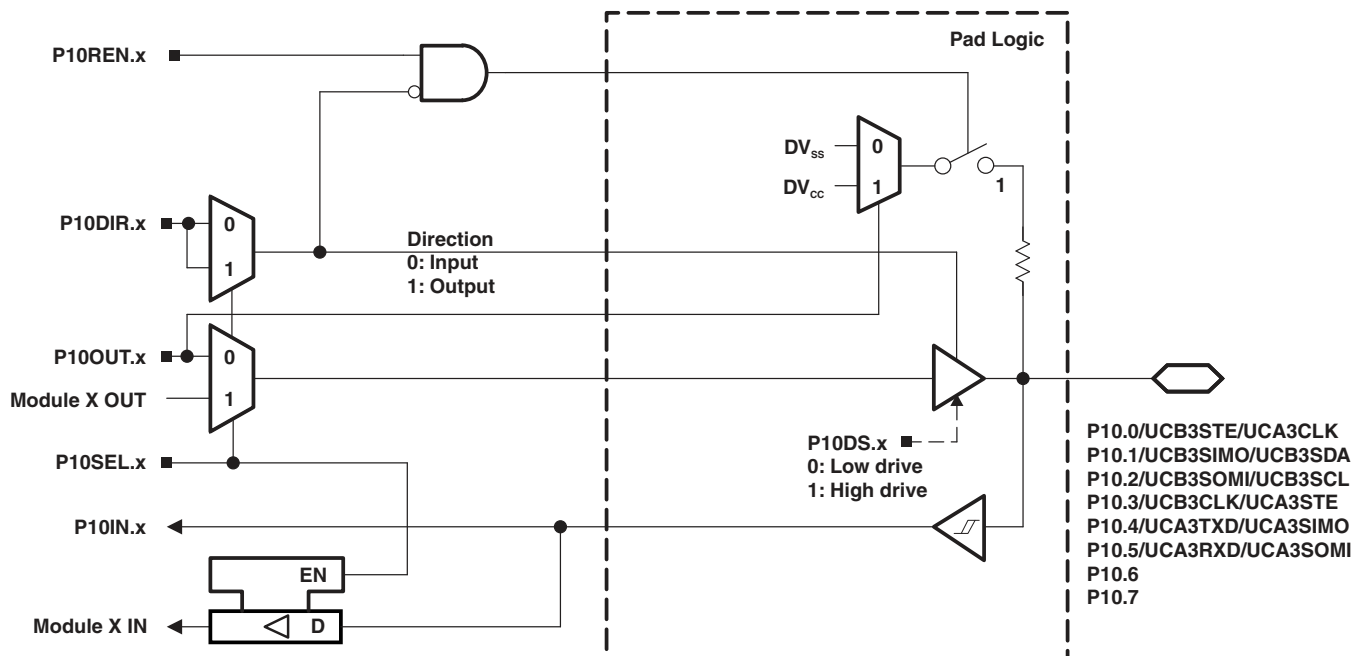 Pad Logic
P10REN.x
DVSS
0
DVCC
1
1
P10DIR.x
0
1
Direction
0: Input
1: Output
P10OUT.x
0
Module X OUT
1
P10DS.x
0: Low drive
1: High drive
P10SEL.x
P10IN.x
EN
Module X IN
D
P10.0/UCB3STE/UCA3CLK
P10.1/UCB3SIMO/UCB3SDA
P10.2/UCB3SOMI/UCB3SCL
P10.3/UCB3CLK/UCA3STE
P10.4/UCA3TXD/UCA3SIMO
P10.5/UCA3RXD/UCA3SOMI
P10.6
P10.7